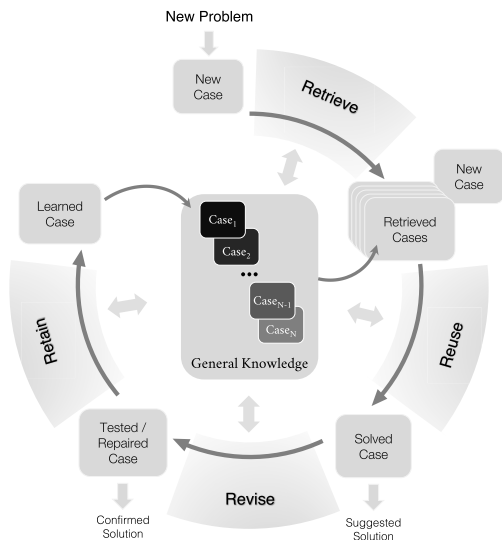 New Problem
New
Case
Retrieve
New
Case
Retrieved
Cases
Learned
Case
Case1
Case2
•••
CaseN-1
CaseN
General Knowledge
Retain
Reuse
Tested /
Repaired
Case
Revise
Solved
Case
Confirmed
Solution
Suggested
Solution